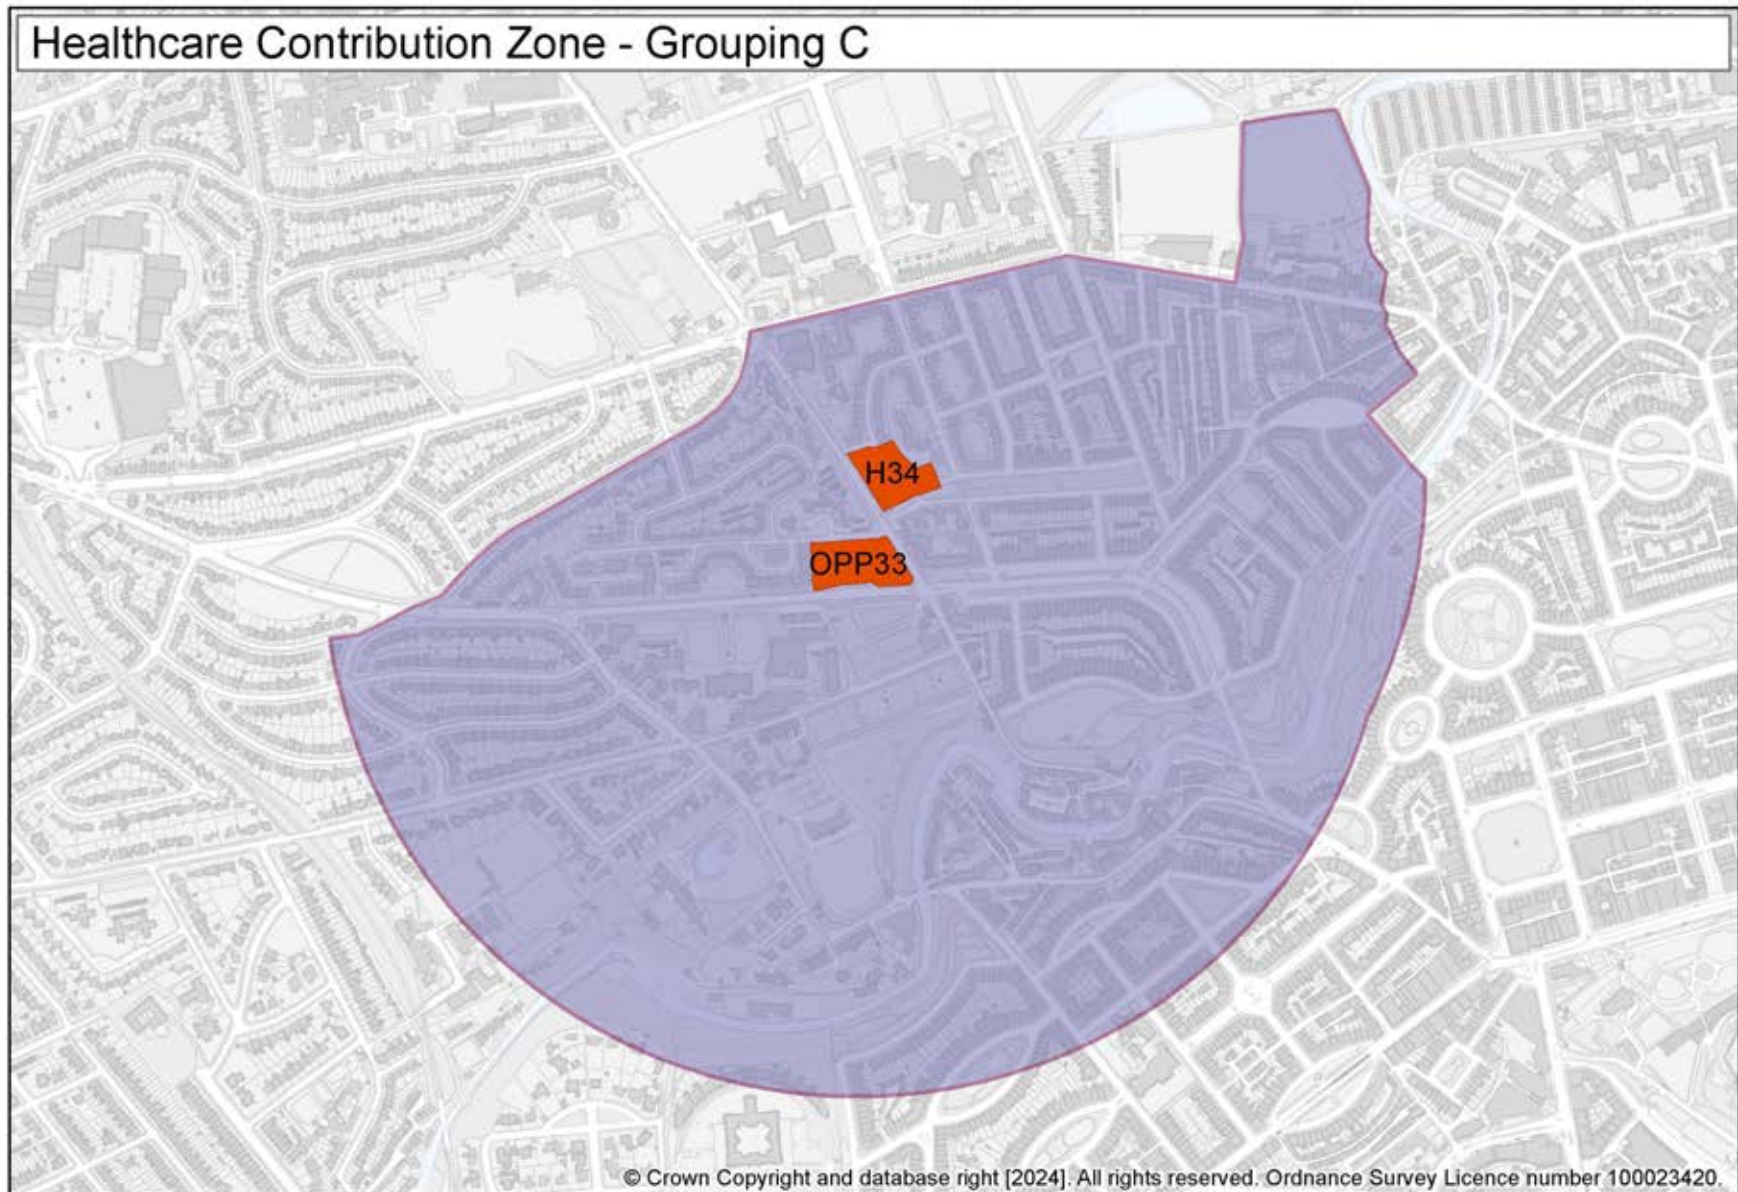 Healthcare Contribution Zone - Grouping C
H34
OPP33
© Crown Copyright and database right [2024]. All rights reserved. Ordnance Survey Licence number 100023420.